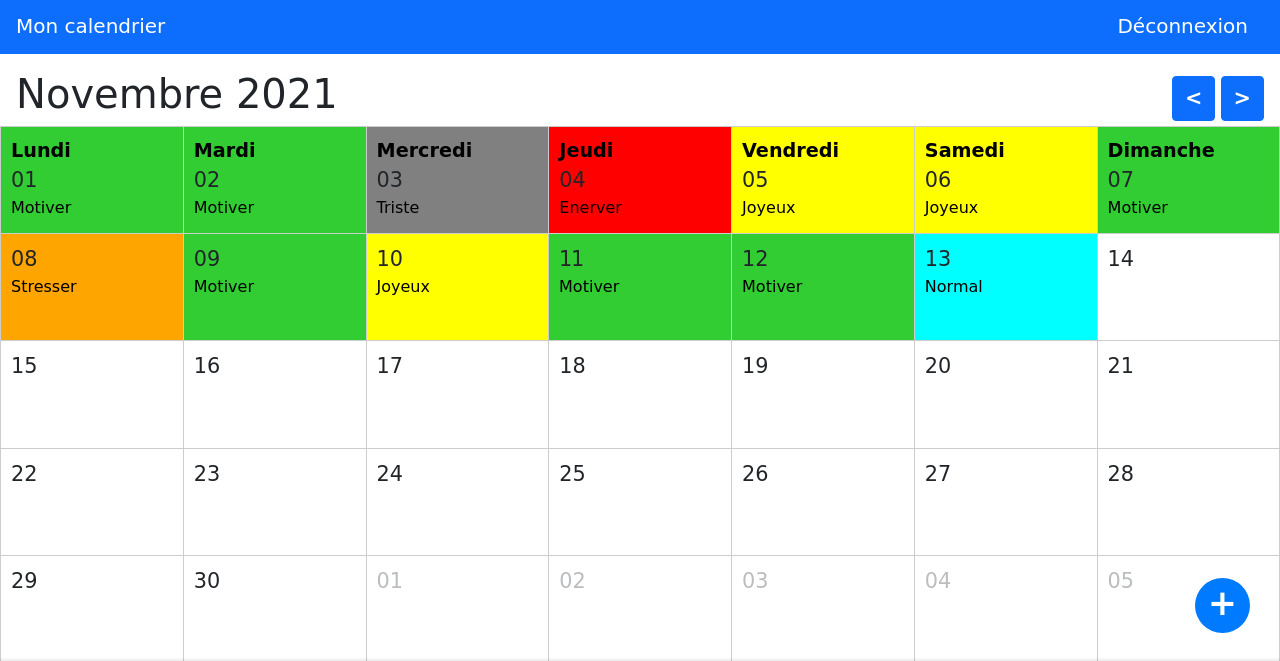 Mon calendrier Déconnexion
Novembre 2021 < >
Lundi Mardi Mercredi Jeudi Vendredi Samedi Dimanche
01 02 03 04 05 06 07
Motiver Motiver Triste Enerver Joyeux Joyeux Motiver
08 09 10 11 12 13 14
Stresser Motiver Joyeux Motiver Motiver Normal
15 16 17 18 19 20 21
22 23 24 25 26 27 28
29 30 01 02 03 04 05
+